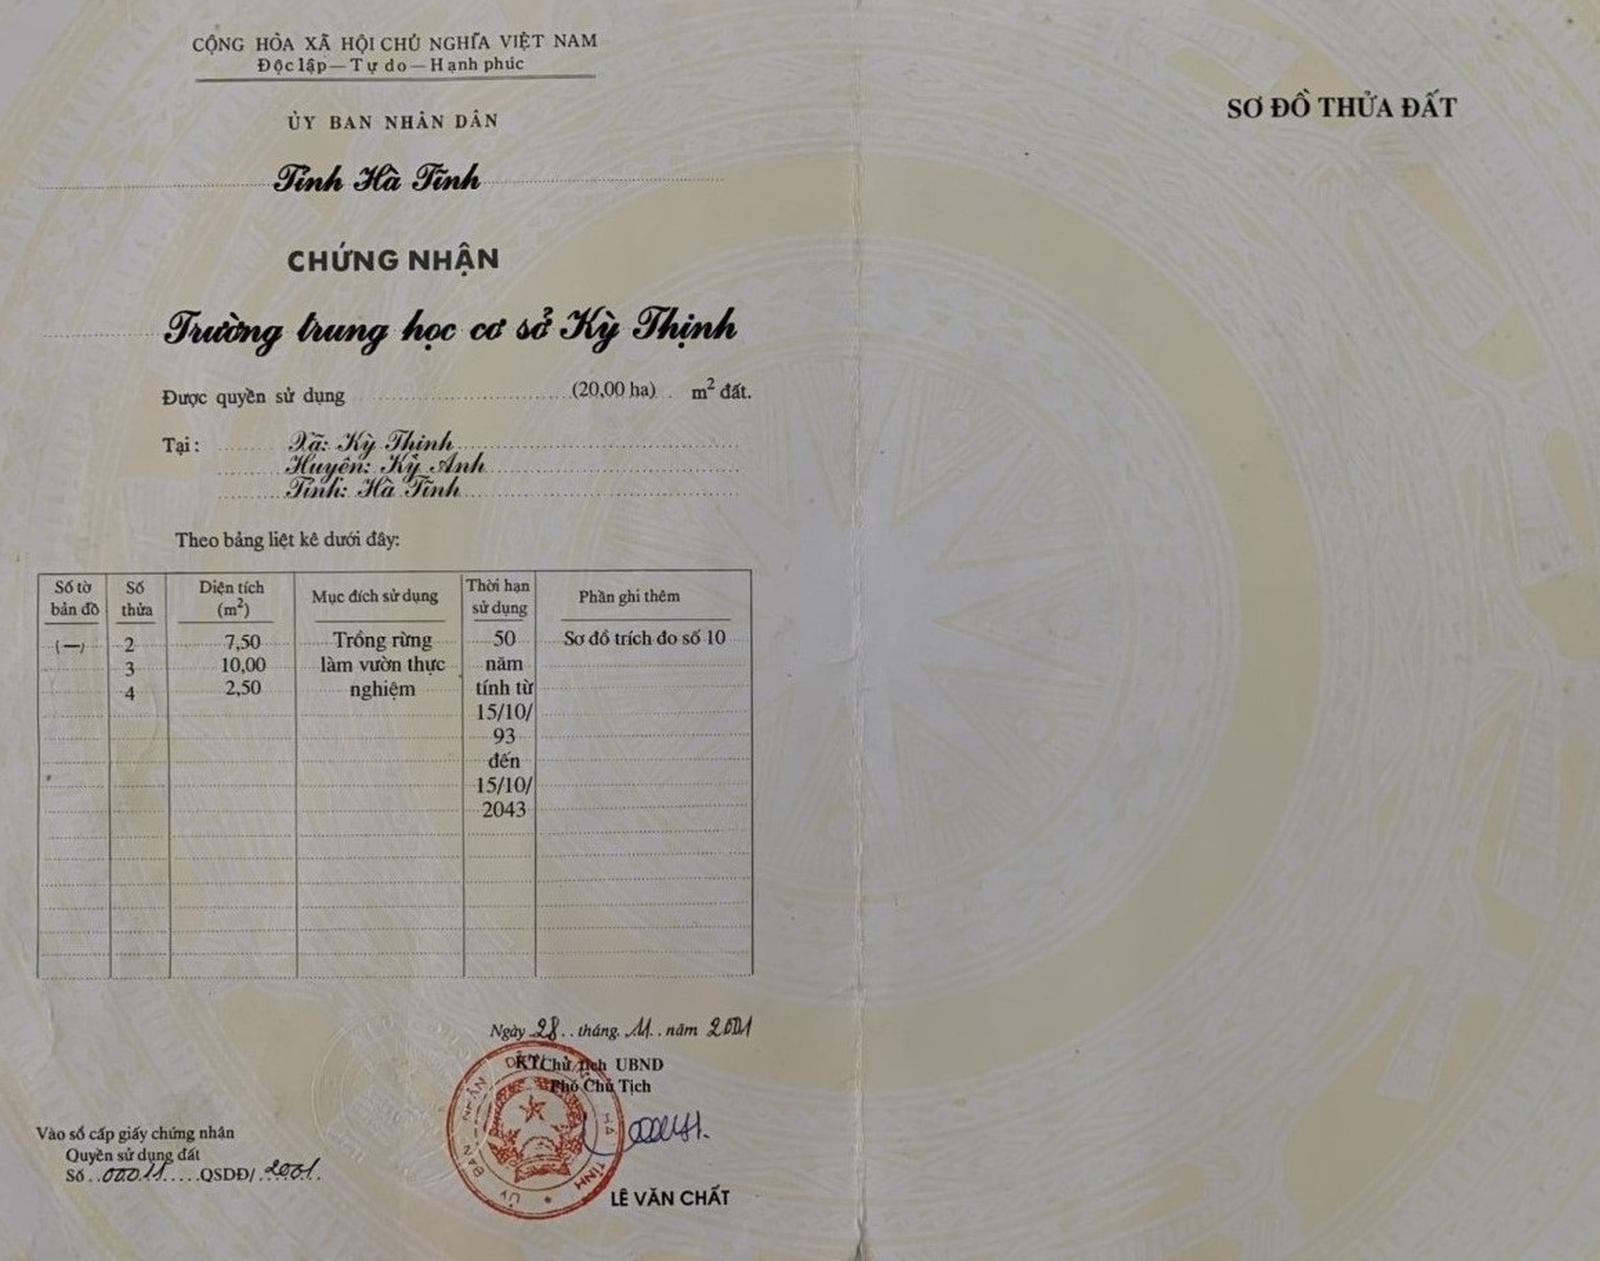 CỘNG HÒA XÃ HỘI CHỦ NGHĨA VIỆT NAM
Độc lập — Tự do — Hạnh phúc
ỦY BAN NHÂN DÂN
Tỉnh Hà Tĩnh
CHỨNG NHẬN
Trường trung học cơ sở Kỳ Thịnh
Được quyền sử dụng (20,00 ha) m² đất.
Tại: Xã: Kỳ Thịnh
Huyện: Kỳ Anh
Tỉnh: Hà Tĩnh
Theo bảng liệt kê dưới đây:
Số tờ bản đồ Số thửa Diện tích (m²) Mục đích sử dụng Thời hạn sử dụng Phần ghi thêm
(—) 2 7,50 Trồng rừng 50 Sơ đồ trích đo số 10
3 10,00 làm vườn thực năm
4 2,50 nghiệm tính từ
15/10/
93
đến
15/10/
2043
Ngày 28 tháng 11 năm 2001
KT Chủ tịch UBND
Phó Chủ Tịch
ỦY BAN NHÂN DÂN TỈNH HÀ
LÊ VĂN CHẤT
Vào sổ cấp giấy chứng nhận
Quyền sử dụng đất
Số 00011 QSDĐ/ 2001
SƠ ĐỒ THỬA ĐẤT